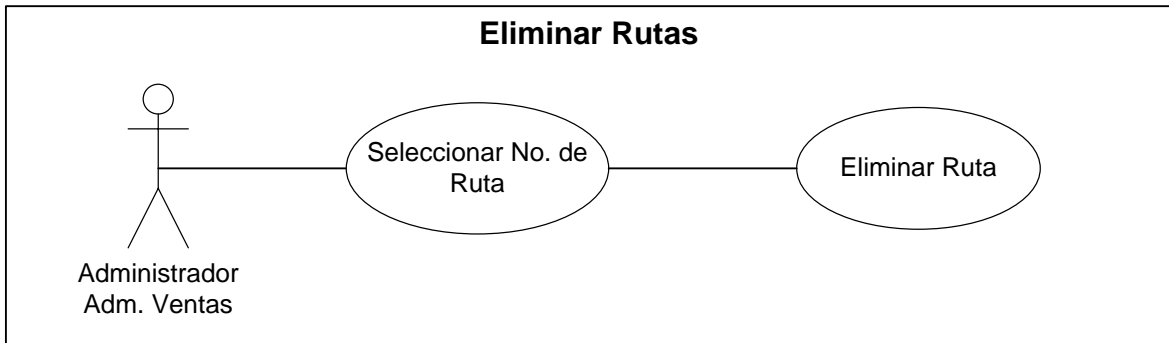 Eliminar Rutas
Seleccionar No. de
Ruta
Eliminar Ruta
Administrador
Adm. Ventas